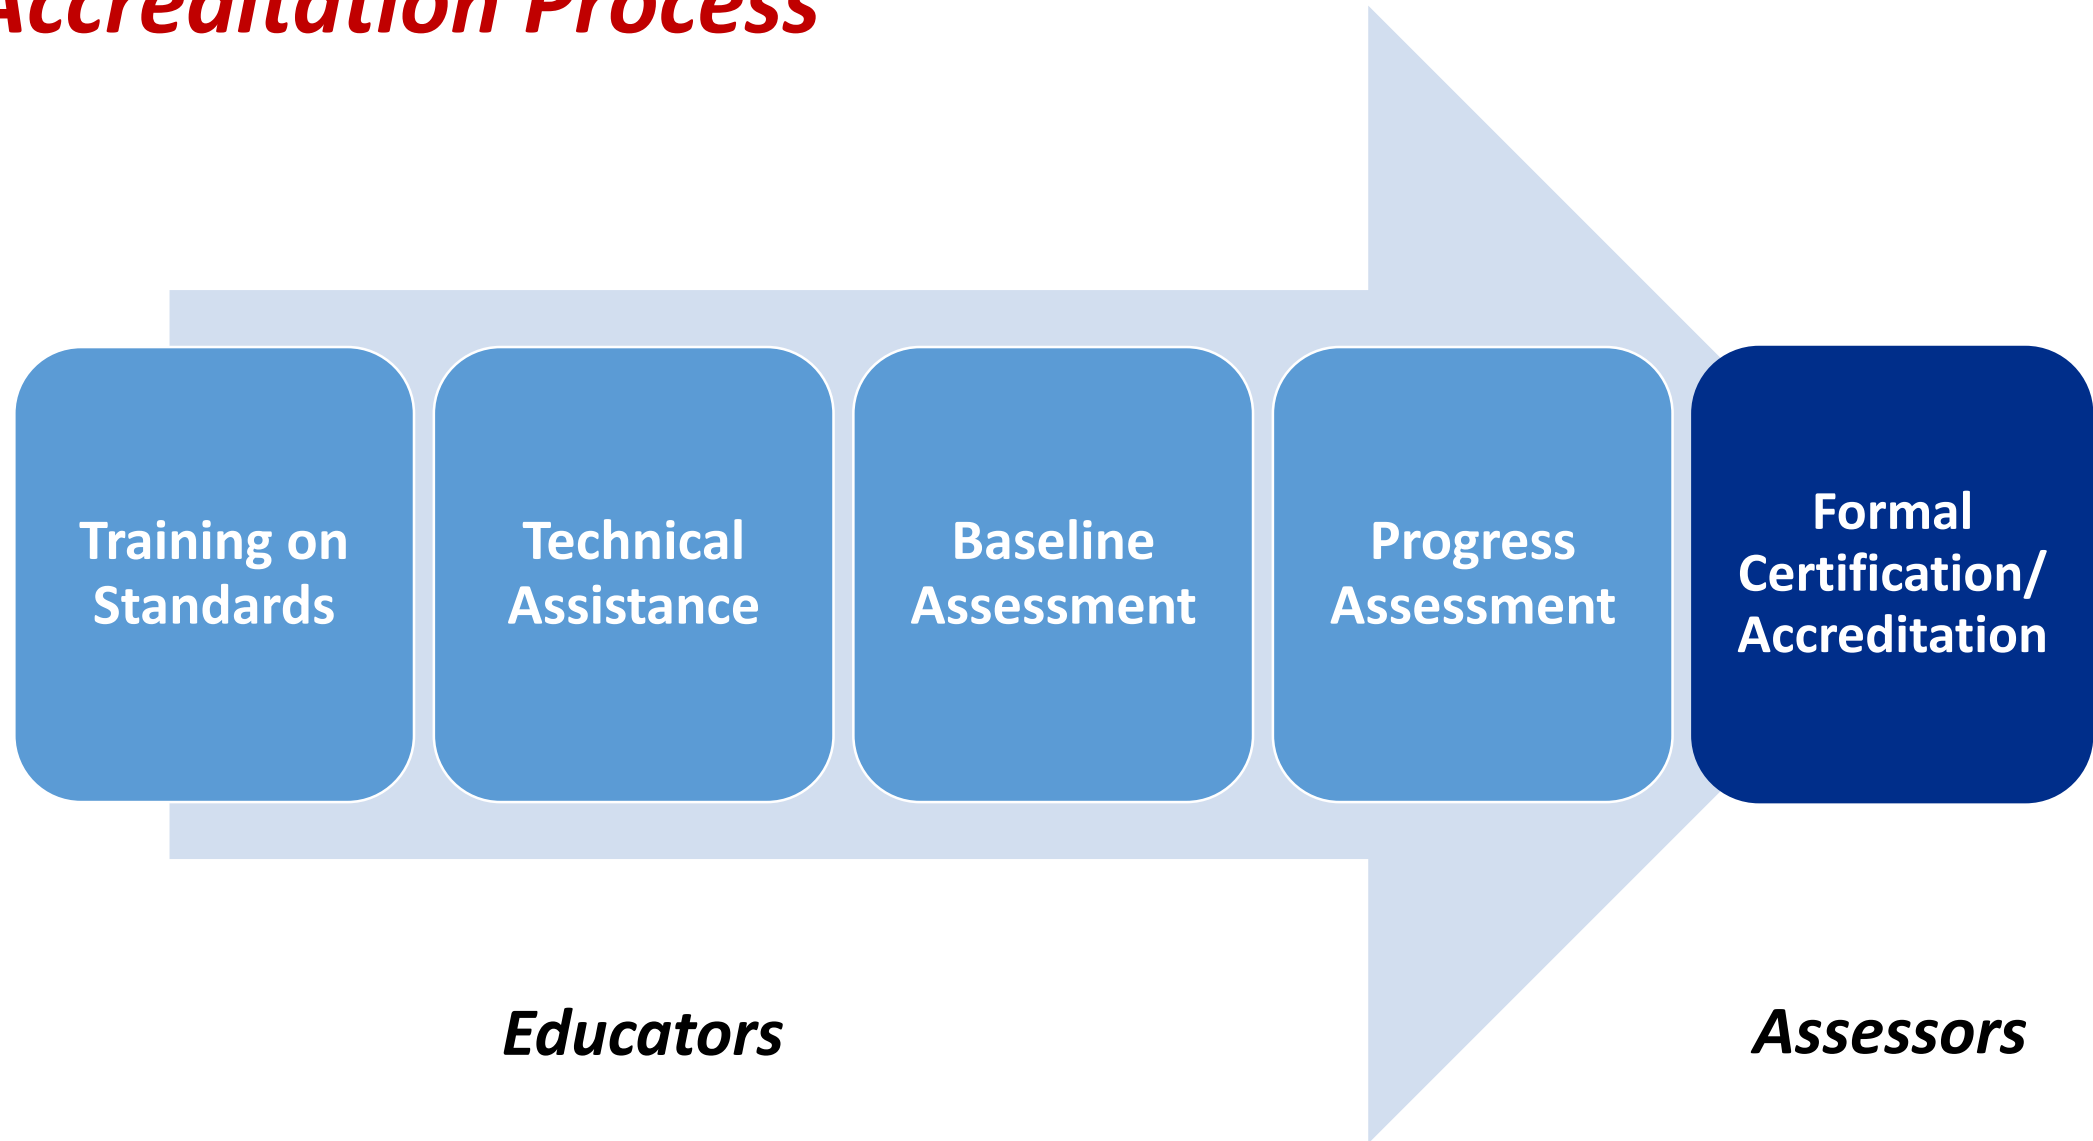 Accreditation Process
Training on
Standards
Technical
Assistance
Baseline
Assessment
Progress
Assessment
Formal
Certification/
Accreditation
Educators
Assessors